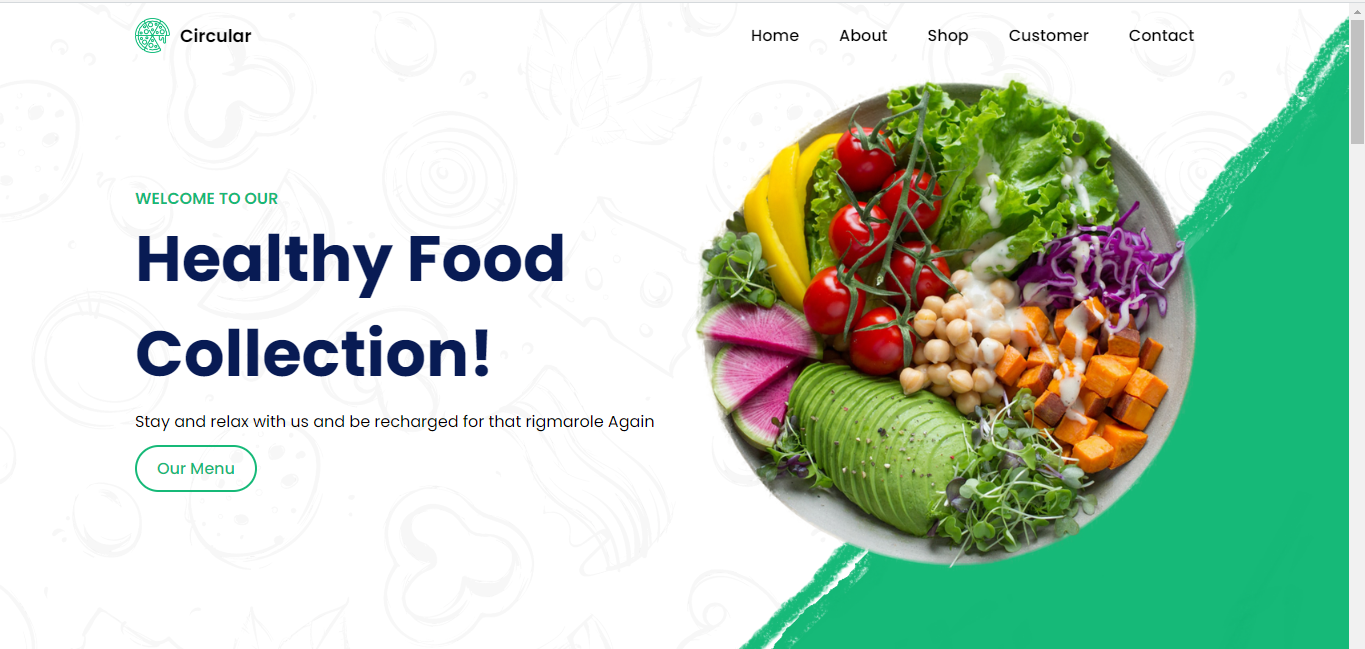 Circular
Home About Shop Customer Contact
WELCOME TO OUR
Healthy Food
Collection!
Stay and relax with us and be recharged for that rigmarole Again
Our Menu